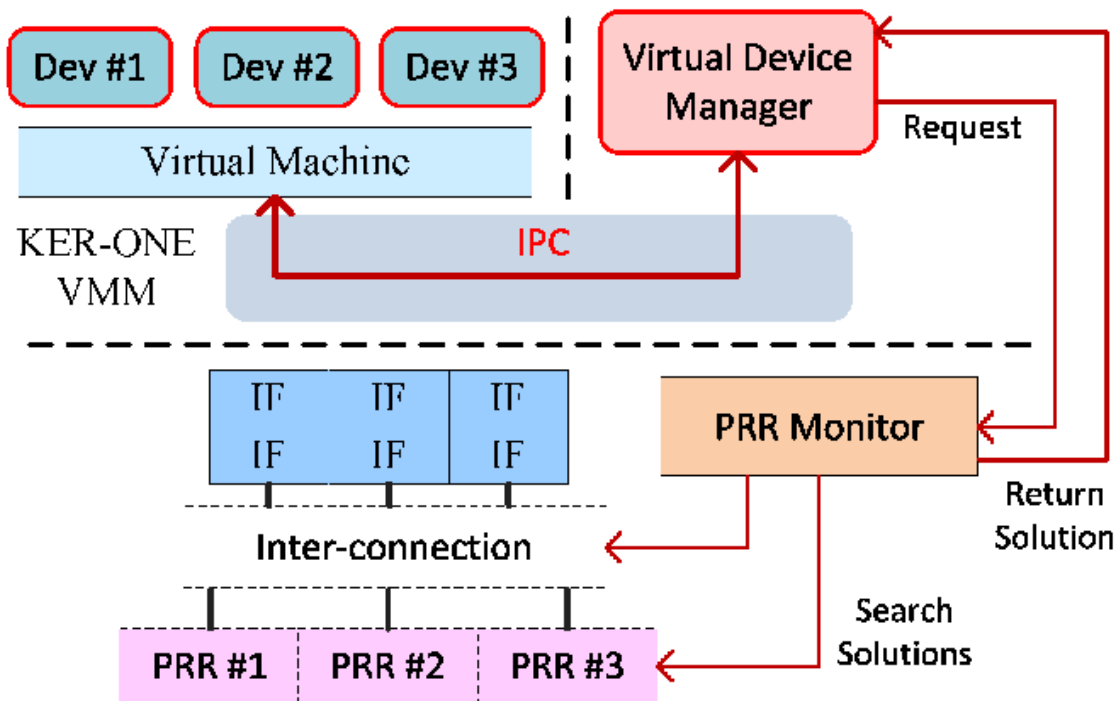 Dev #1
Dev #2
Dev #3
Virtual Device
Manager
Request
Virtual Machine
KER-ONE
VMM
IPC
IF
IF
IF
IF
IF
IF
PRR Monitor
Return
Solution
Inter-connection
Search
Solutions
PRR #1
PRR #2
PRR #3